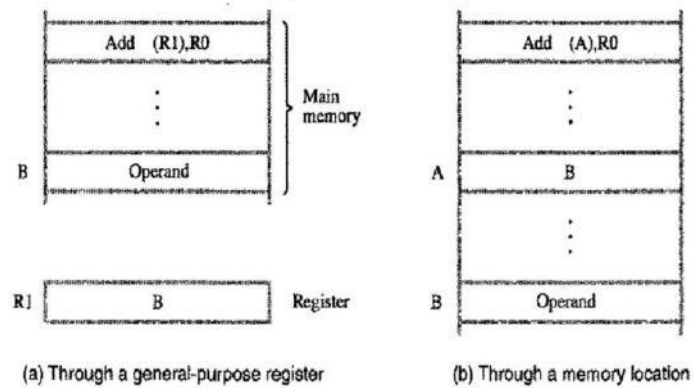 Add (R1),R0
Main
memory
B Operand
R1 B Register
(a) Through a general-purpose register
Add (A),R0
A B
B Operand
(b) Through a memory location